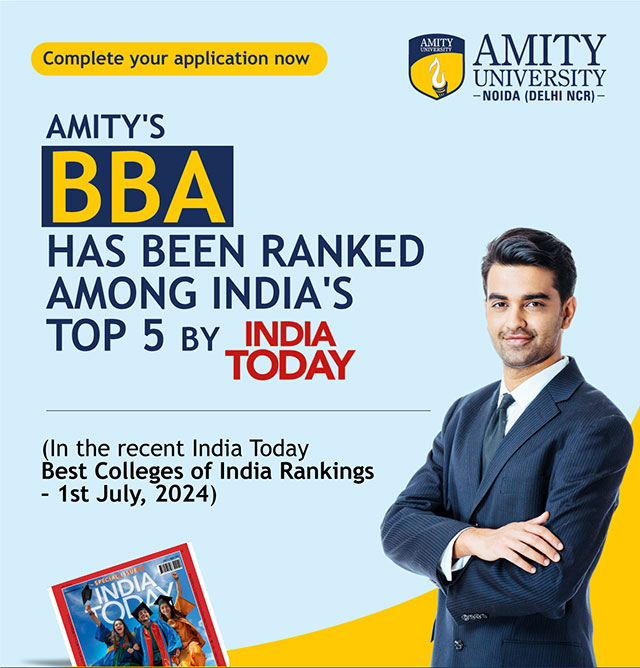 Complete your application now
AMITY UNIVERSITY
AMITY
UNIVERSITY
NOIDA (DELHI NCR)
AMITY'S
BBA
HAS BEEN RANKED
AMONG INDIA'S
TOP 5 BY INDIA TODAY
(In the recent India Today
Best Colleges of India Rankings
– 1st July, 2024)
SPECIAL ISSUE
INDIA
TODAY